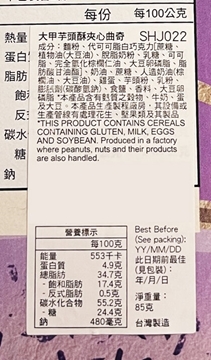 每份 每100公克
熱量
蛋白
脂肪
飽
反
碳水
糖
鈉
大甲芋頭酥夾心曲奇 SHJ022
成分：麵粉、代可可脂白巧克力(蔗糖、
植物油(大豆油)、脫脂奶粉、乳糖、可可
脂、完全氫化棕櫚仁油、大豆卵磷脂、脂
肪酸甘油酯)、奶油、蔗糖、人造奶油(棕
櫚油、大豆油)、雞蛋、芋頭粉、乳粉、
膨脹劑(碳酸氫鈉)、食鹽、香料、大豆卵磷
脂 *本產品含有麩質之穀物、牛奶、蛋
及大豆。本產品生產製程廠房，其設備或
生產管線有處理花生、堅果類及其製品
*THIS PRODUCT CONTAINS CEREALS
CONTAINING GLUTEN, MILK, EGGS
AND SOYBEAN. Produced in a factory
where peanuts, nuts and their products
are also handled.
營養標示
每100克
能量 553千卡
蛋白質 4.9克
總脂肪 34.7克
- 飽和脂肪 17.4克
- 反式脂肪 0.5克
碳水化合物 55.2克
糖 24.4克
鈉 480毫克
Best Before
(See packing):
YY/MM/DD
此日期前最佳
(見包裝)：
年/月/日
淨重量：
85克
台灣製造